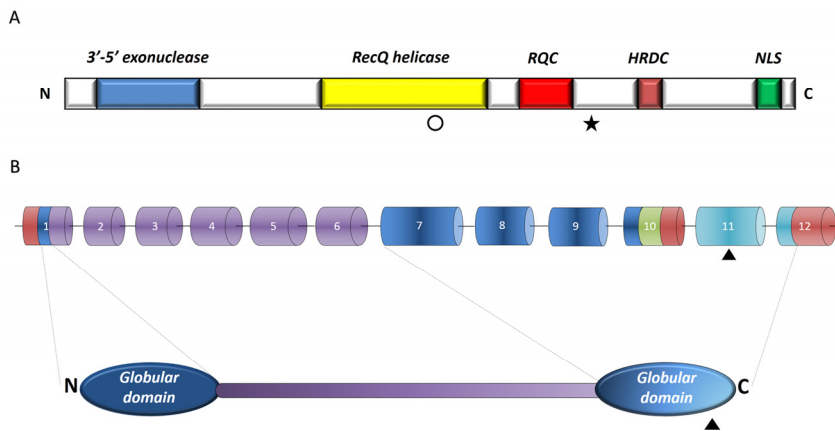 A
3'-5' exonuclease RecQ helicase RQC HRDC NLS
N C
B
1 2 3 4 5 6 7 8 9 10 11 12
N Globular domain Globular domain C